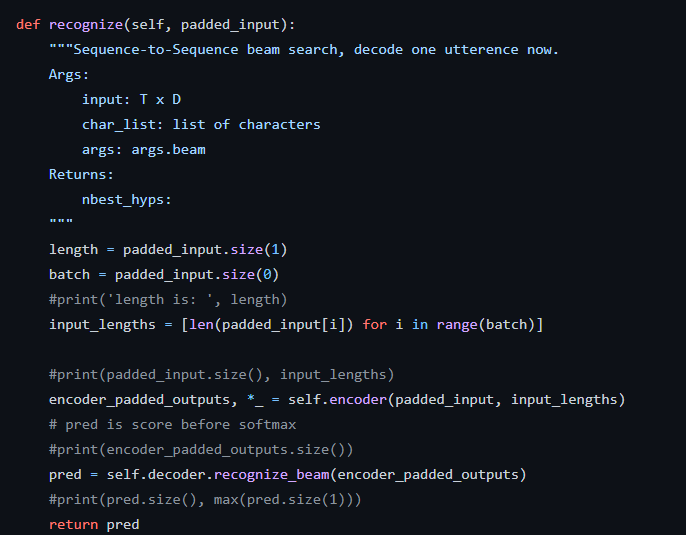 def recognize(self, padded_input):
    """Sequence-to-Sequence beam search, decode one utterence now.
    Args:
        input: T x D
        char_list: list of characters
        args: args.beam
    Returns:
        nbest_hyps:
    """
    length = padded_input.size(1)
    batch = padded_input.size(0)
    #print('length is: ', length)
    input_lengths = [len(padded_input[i]) for i in range(batch)]

    #print(padded_input.size(), input_lengths)
    encoder_padded_outputs, *_ = self.encoder(padded_input, input_lengths)
    # pred is score before softmax
    #print(encoder_padded_outputs.size())
    pred = self.decoder.recognize_beam(encoder_padded_outputs)
    #print(pred.size(), max(pred.size(1)))
    return pred